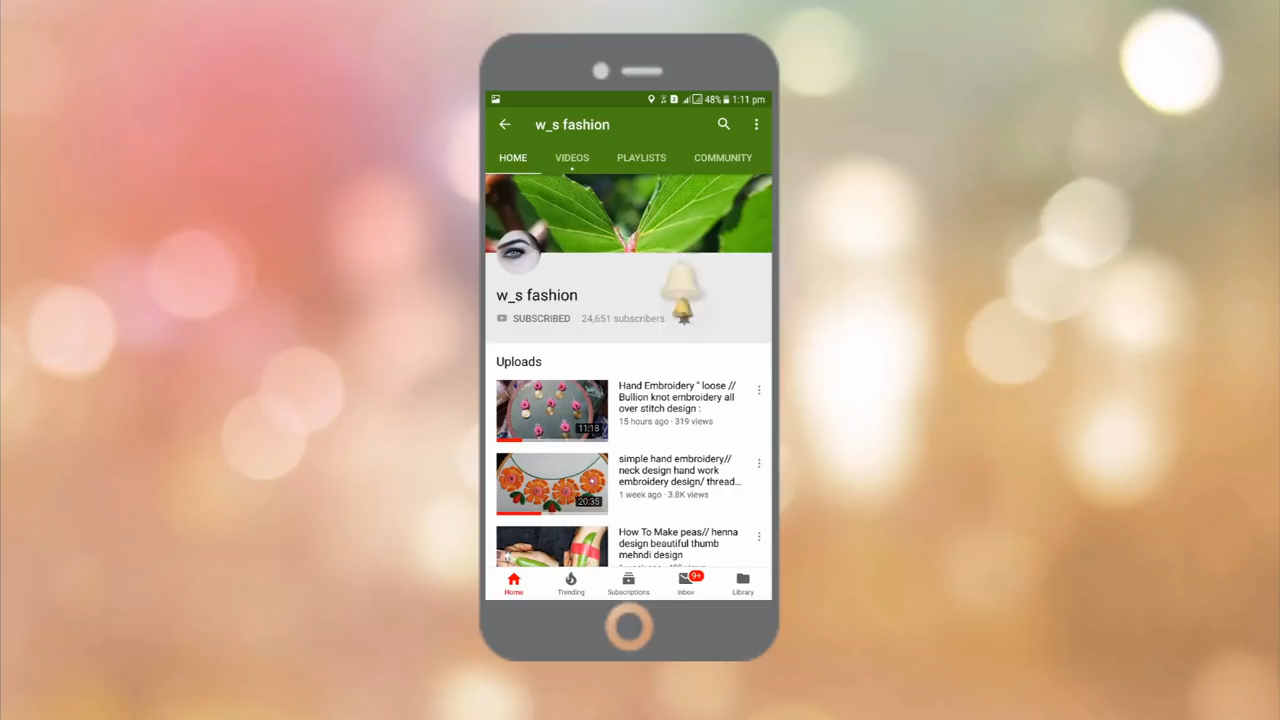 48% 1:11 pm
w_s fashion
HOME VIDEOS PLAYLISTS COMMUNITY
w_s fashion
SUBSCRIBED 24,651 subscribers
Uploads
Hand Embroidery " loose //
Bullion knot embroidery all
over stitch design :
15 hours ago · 319 views
11:18
simple hand embroidery//
neck design hand work
embroidery design/ thread...
1 week ago · 3.8K views
20:35
How To Make peas// henna
design beautiful thumb
mehndi design
9+
Home Trending Subscriptions Inbox Library